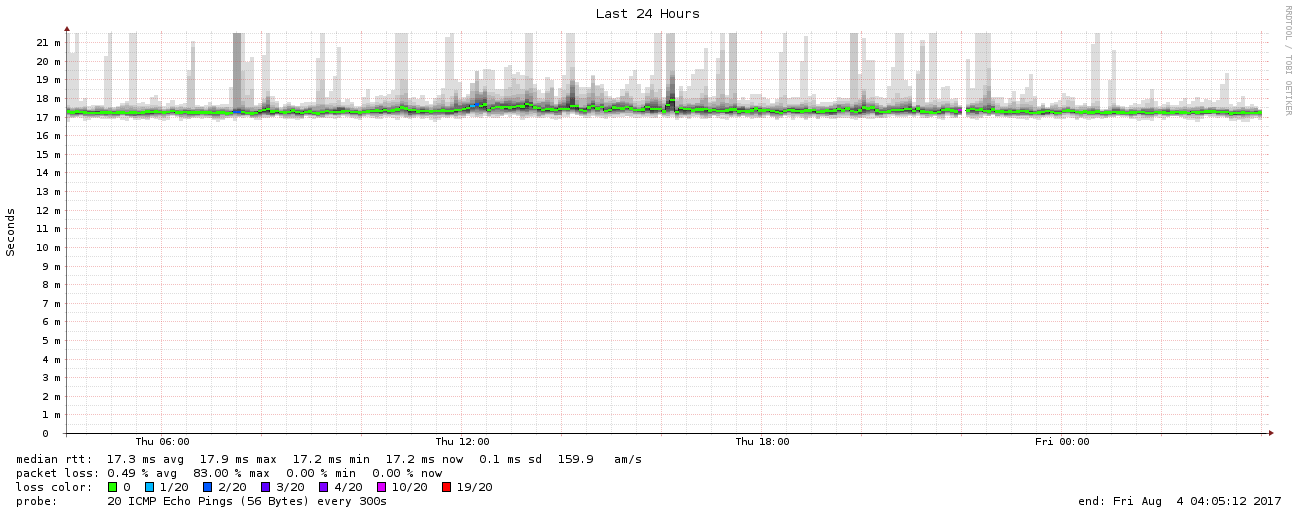 Last 24 Hours
RRDTOOL / TOBI OETIKER
21 m
20 m
19 m
18 m
17 m
16 m
15 m
14 m
13 m
12 m
11 m
10 m
9 m
8 m
7 m
6 m
5 m
4 m
3 m
2 m
1 m
0
Seconds
Thu 06:00 Thu 12:00 Thu 18:00 Fri 00:00
median rtt: 17.3 ms avg 17.9 ms max 17.2 ms min 17.2 ms now 0.1 ms sd 159.9 am/s
packet loss: 0.49 % avg 83.00 % max 0.00 % min 0.00 % now
loss color: 0 1/20 2/20 3/20 4/20 10/20 19/20
probe: 20 ICMP Echo Pings (56 Bytes) every 300s end: Fri Aug 4 04:05:12 2017